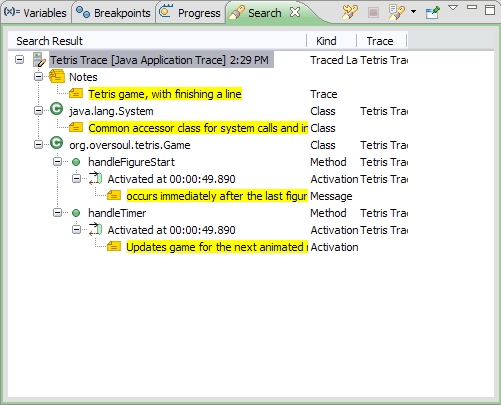 (x)= Variables Breakpoints Progress Search
Search Result Kind Trace
Tetris Trace [Java Application Trace] 2:29 PM Traced La Tetris Trac
Notes
Tetris game, with finishing a line Trace
java.lang.System Class Tetris Trac
Common accessor class for system calls and in Class
org.oversoul.tetris.Game Class Tetris Trac
handleFigureStart Method Tetris Trac
Activated at 00:00:49.890 Activation Tetris Trac
occurs immediately after the last figur Message
handleTimer Method Tetris Trac
Activated at 00:00:49.890 Activation Tetris Trac
Updates game for the next animated Activation